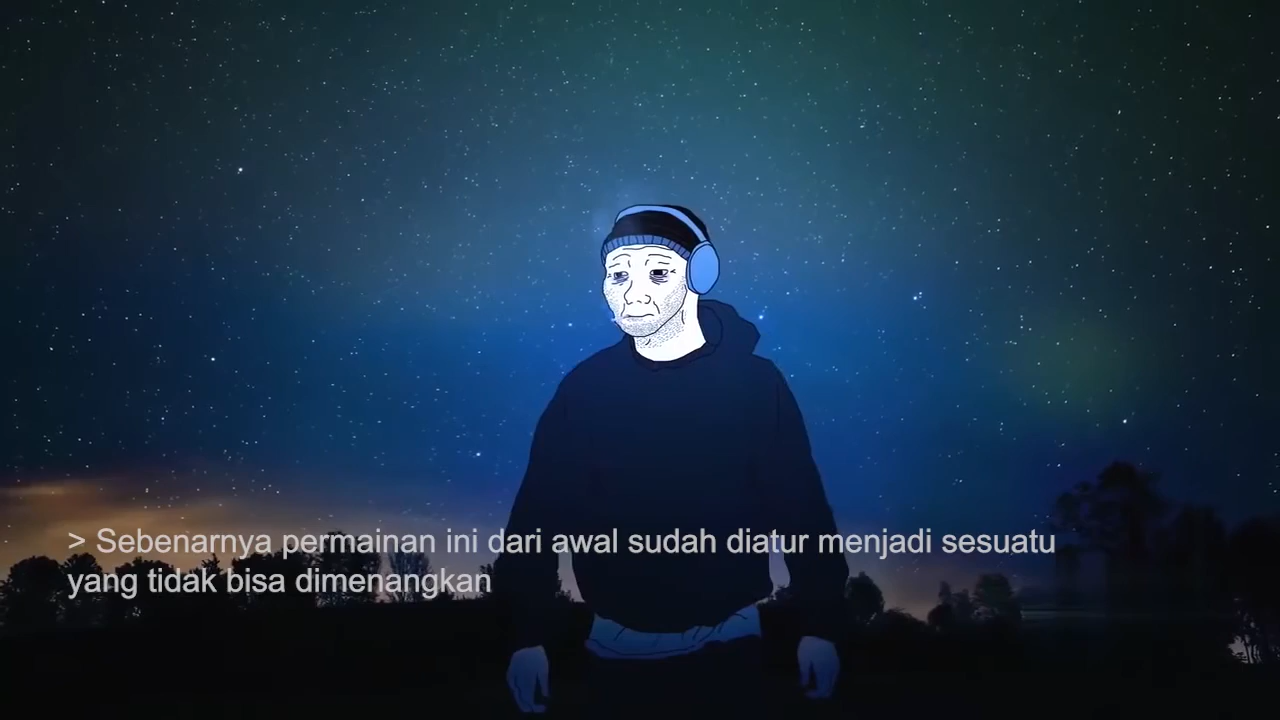 > Sebenarnya permainan ini dari awal sudah diatur menjadi sesuatu
yang tidak bisa dimenangkan